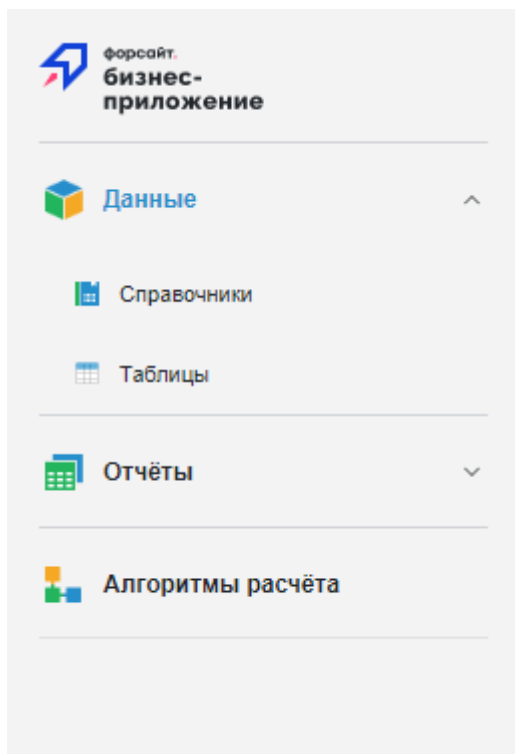 форсайт.
бизнес-
приложение
Данные
Справочники
Таблицы
Отчёты
Алгоритмы расчёта